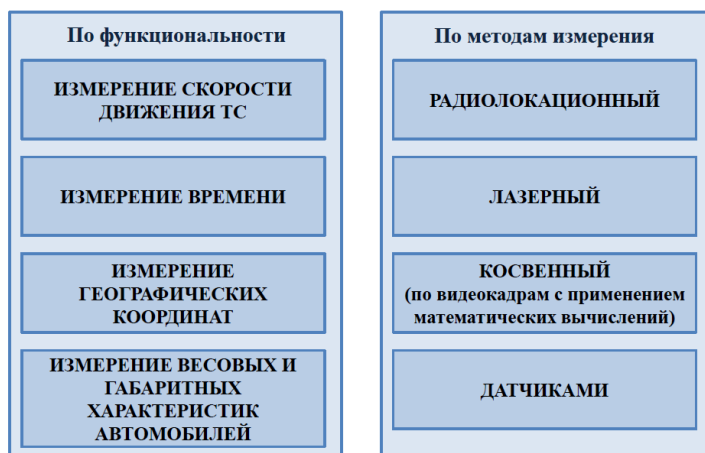 По функциональности
ИЗМЕРЕНИЕ СКОРОСТИ
ДВИЖЕНИЯ ТС
ИЗМЕРЕНИЕ ВРЕМЕНИ
ИЗМЕРЕНИЕ
ГЕОГРАФИЧЕСКИХ
КООРДИНАТ
ИЗМЕРЕНИЕ ВЕСОВЫХ И
ГАБАРИТНЫХ
ХАРАКТЕРИСТИК
АВТОМОБИЛЕЙ
По методам измерения
РАДИОЛОКАЦИОННЫЙ
ЛАЗЕРНЫЙ
КОСВЕННЫЙ
(по видеокадрам с применением
математических вычислений)
ДАТЧИКАМИ